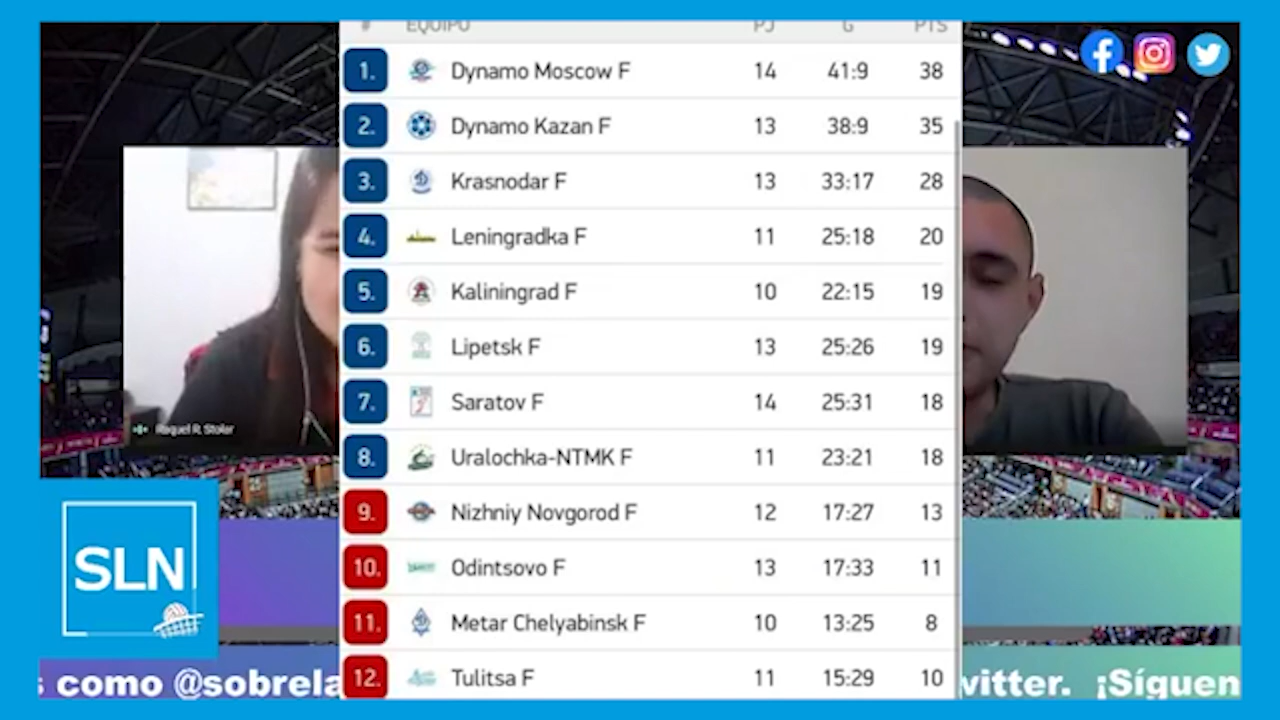 # EQUIPO PJ G PTS
1. Dynamo Moscow F 14 41:9 38
2. Dynamo Kazan F 13 38:9 35
3. Krasnodar F 13 33:17 28
4. Leningradka F 11 25:18 20
5. Kaliningrad F 10 22:15 19
6. Lipetsk F 13 25:26 19
7. Saratov F 14 25:31 18
8. Uralochka-NTMK F 11 23:21 18
9. Nizhniy Novgorod F 12 17:27 13
10. Odintsovo F 13 17:33 11
11. Metar Chelyabinsk F 10 13:25 8
12. Tulitsa F 11 15:29 10
Raquel R. Stoler
SLN
s como @sobrela
witter. ¡Síguen